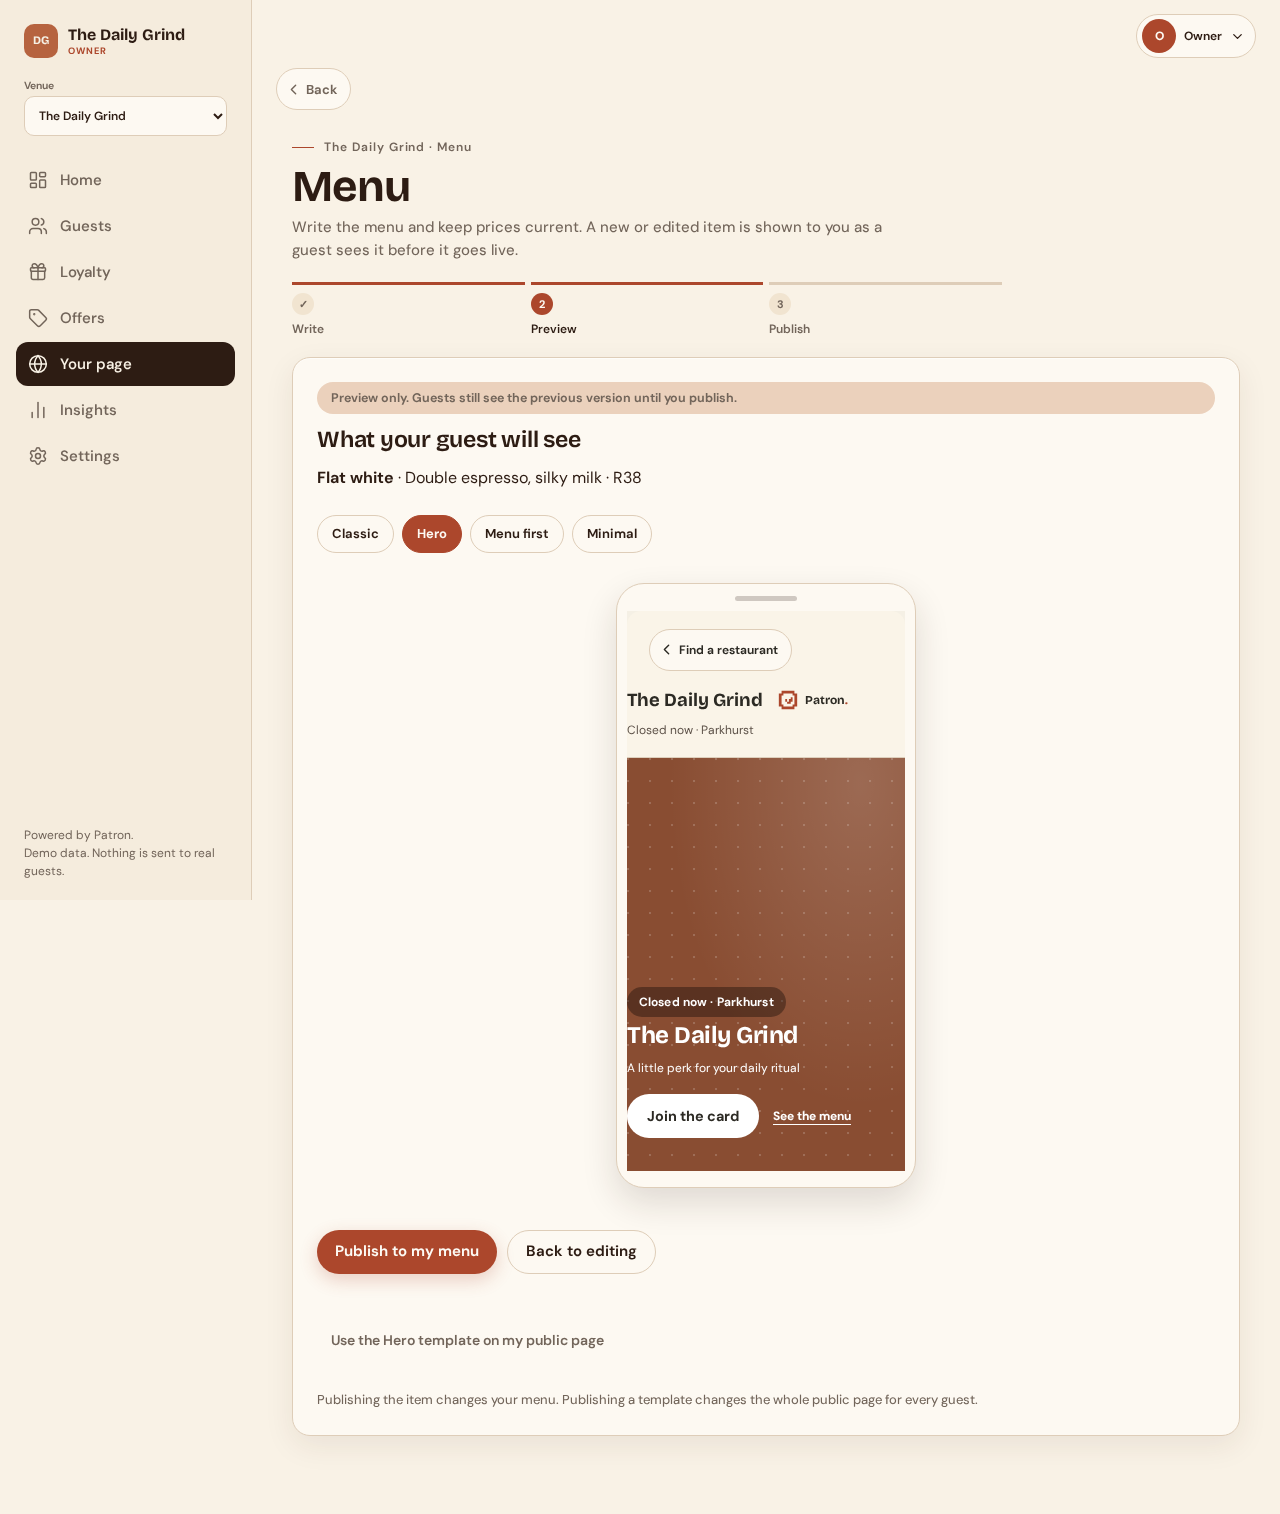 DG
The Daily Grind
OWNER
Venue
The Daily Grind
Home
Guests
Loyalty
Offers
Your page
Insights
Settings
Powered by Patron.
Demo data. Nothing is sent to real
guests.
O
Owner
Back
The Daily Grind · Menu
Menu
Write the menu and keep prices current. A new or edited item is shown to you as a
guest sees it before it goes live.
✓
Write
2
Preview
3
Publish
Preview only. Guests still see the previous version until you publish.
What your guest will see
Flat white · Double espresso, silky milk · R38
Classic
Hero
Menu first
Minimal
Find a restaurant
The Daily Grind
Patron.
Closed now · Parkhurst
Closed now · Parkhurst
The Daily Grind
A little perk for your daily ritual
Join the card
See the menu
Publish to my menu
Back to editing
Use the Hero template on my public page
Publishing the item changes your menu. Publishing a template changes the whole public page for every guest.